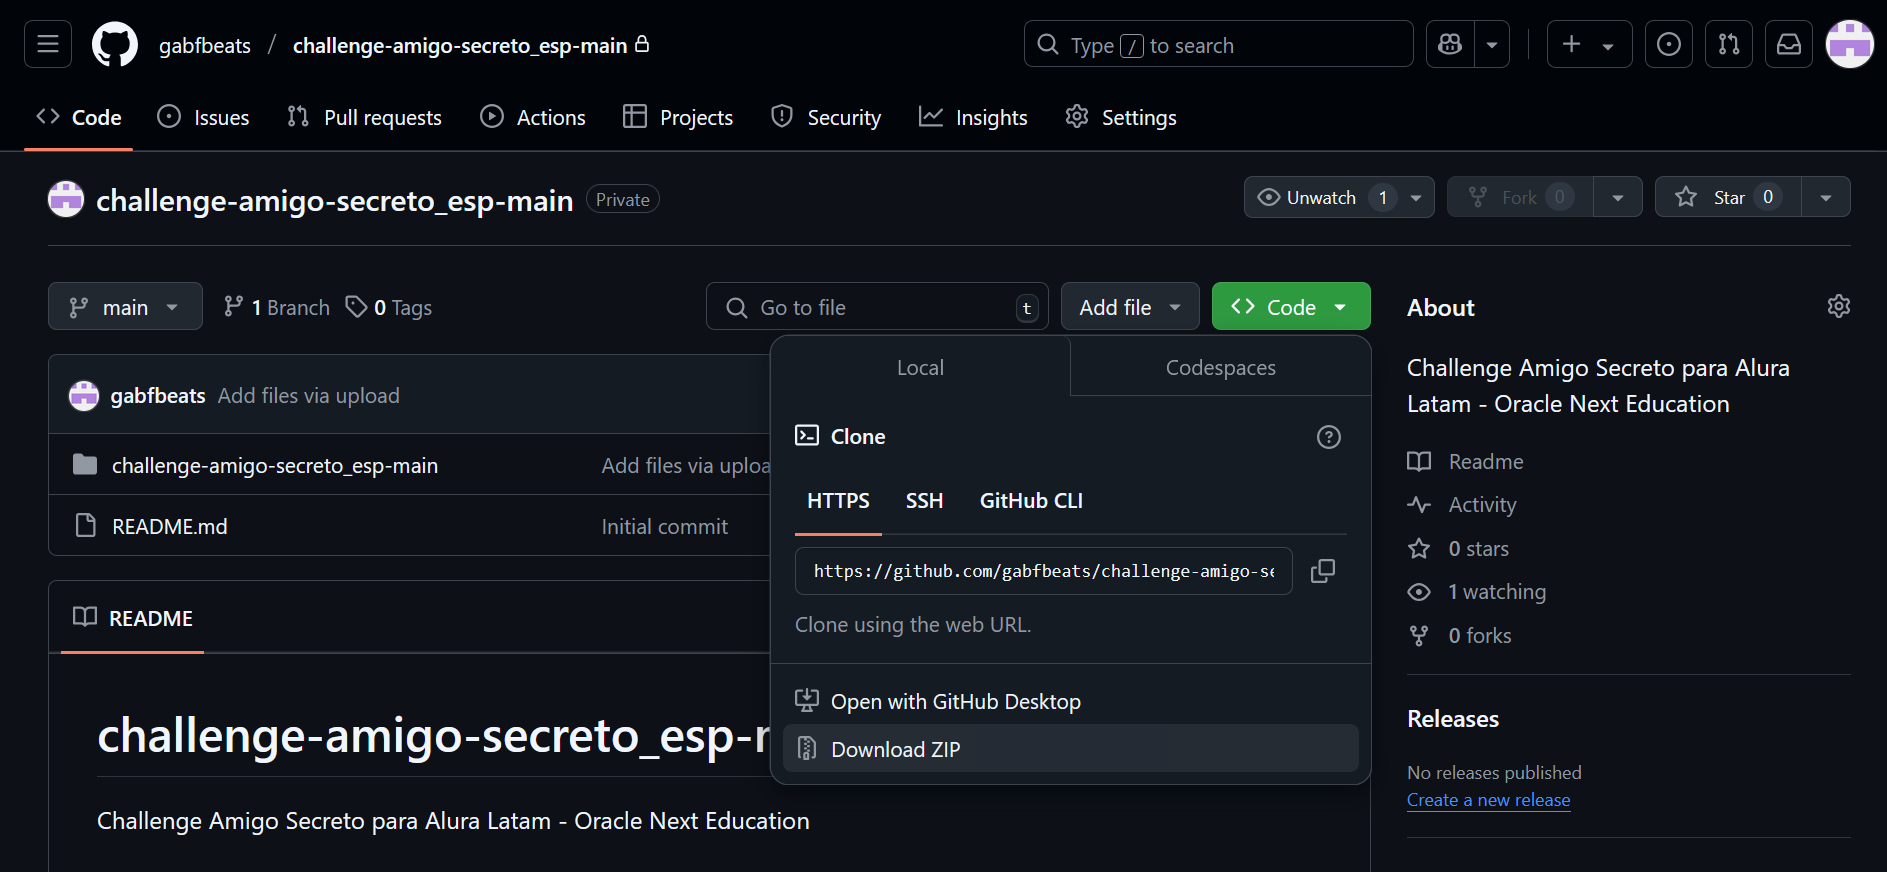 gabfbeats / challenge-amigo-secreto_esp-main
Type / to search
Code
Issues
Pull requests
Actions
Projects
Security
Insights
Settings
challenge-amigo-secreto_esp-main
Private
Unwatch 1
Fork 0
Star 0
main
1 Branch
0 Tags
Go to file
t
Add file
Code
gabfbeats Add files via upload
challenge-amigo-secreto_esp-main
Add files via uploa
README.md
Initial commit
README
challenge-amigo-secreto_esp-
Challenge Amigo Secreto para Alura Latam - Oracle Next Education
Local
Codespaces
Clone
HTTPS
SSH
GitHub CLI
https://github.com/gabfbeats/challenge-amigo-se
Clone using the web URL.
Open with GitHub Desktop
Download ZIP
About
Challenge Amigo Secreto para Alura
Latam - Oracle Next Education
Readme
Activity
0 stars
1 watching
0 forks
Releases
No releases published
Create a new release